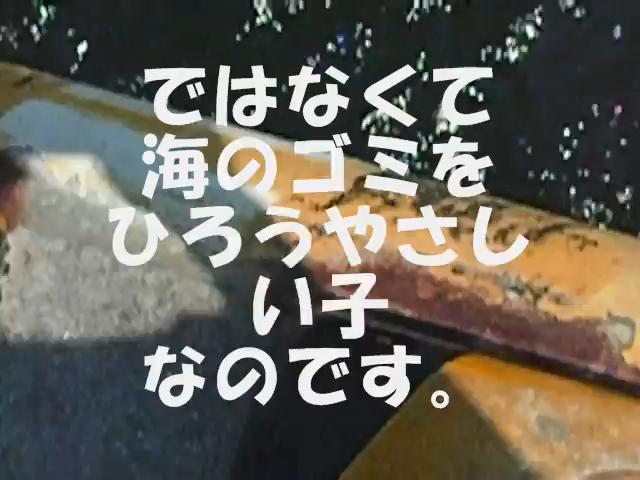 ではなくて
海のゴミを
ひろうやさし
い子
なのです。